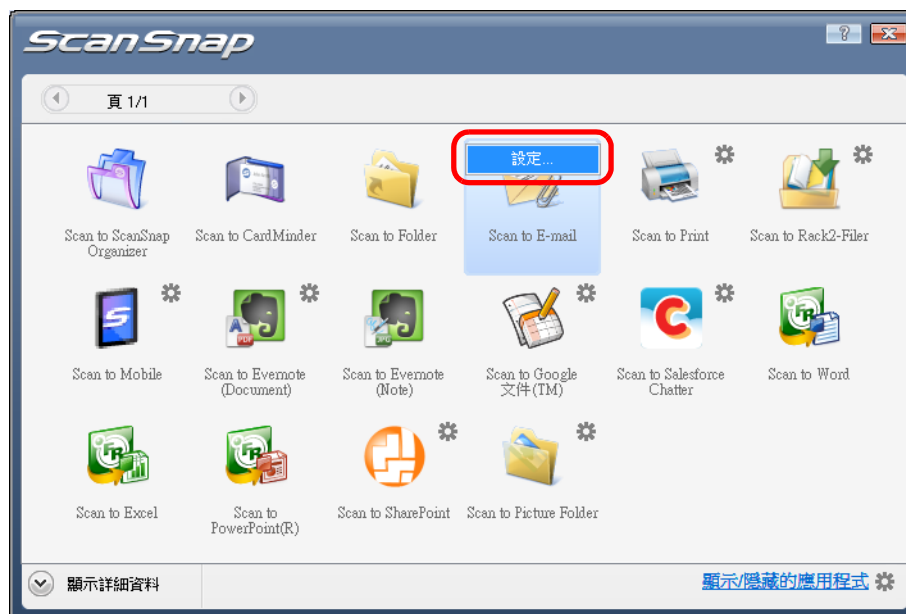 ScanSnap
頁 1/1
設定...
Scan to ScanSnap
Organizer
Scan to CardMinder
Scan to Folder
Scan to E-mail
Scan to Print
Scan to Rack2-Filer
Scan to Mobile
Scan to Evernote
(Document)
Scan to Evernote
(Note)
Scan to Google
文件(TM)
Scan to Salesforce
Chatter
Scan to Word
Scan to Excel
Scan to
PowerPoint(R)
Scan to SharePoint
Scan to Picture Folder
顯示詳細資料
顯示/隱藏的應用程式